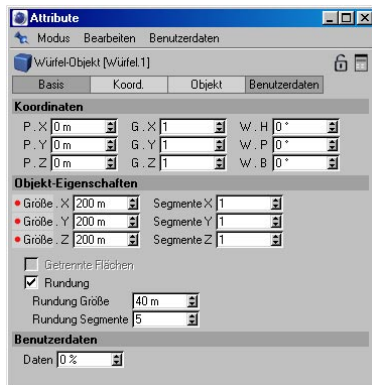 Attribute
Modus Bearbeiten Benutzerdaten
Würfel-Objekt [Würfel.1]
Basis Koord. Objekt Benutzerdaten
Koordinaten
P . X 0 m G . X 1 W . H 0 °
P . Y 0 m G . Y 1 W . P 0 °
P . Z 0 m G . Z 1 W . B 0 °
Objekt-Eigenschaften
Größe . X 200 m Segmente X 1
Größe . Y 200 m Segmente Y 1
Größe . Z 200 m Segmente Z 1
Getrennte Flächen
Rundung
Rundung Größe 40 m
Rundung Segmente 5
Benutzerdaten
Daten 0 %